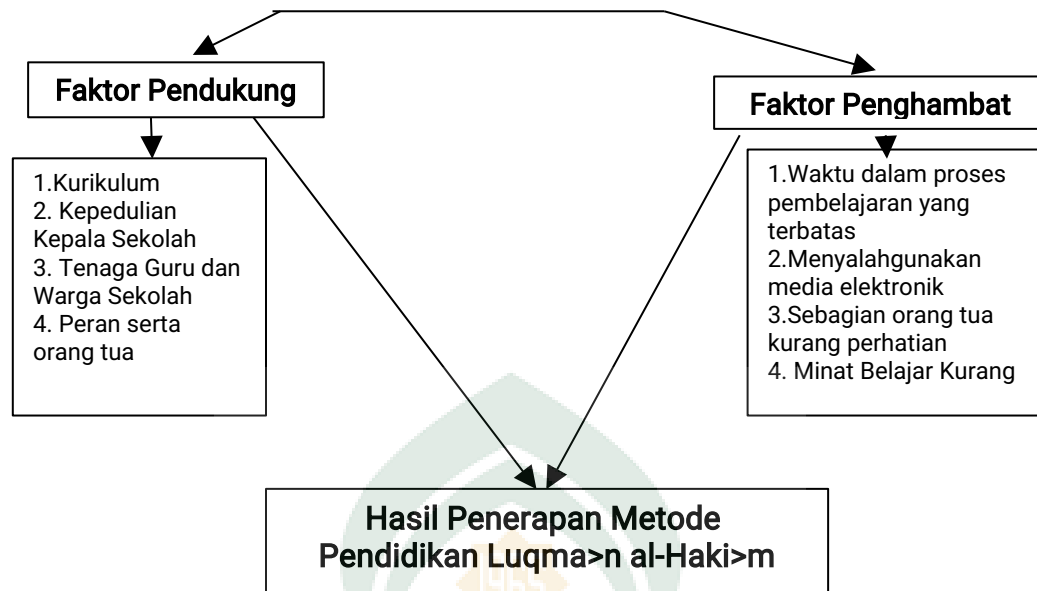 Faktor Pendukung
Faktor Penghambat
1.Kurikulum
2. Kepedulian
Kepala Sekolah
3. Tenaga Guru dan
Warga Sekolah
4. Peran serta
orang tua
1.Waktu dalam proses
pembelajaran yang
terbatas
2.Menyalahgunakan
media elektronik
3.Sebagian orang tua
kurang perhatian
4. Minat Belajar Kurang
Hasil Penerapan Metode
Pendidikan Luqma>n al-Haki>m
1965